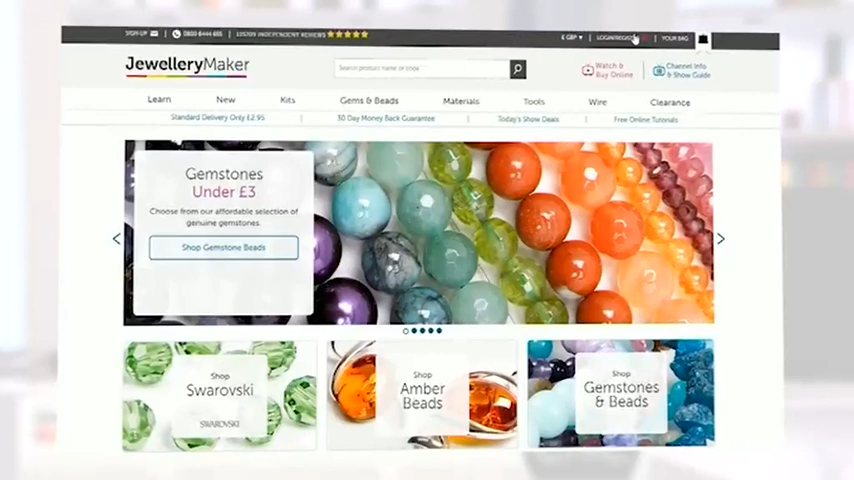 SIGN UP
0800 6444 655
INDEPENDENT REVIEWS
£ GBP
LOGIN/REGISTER
YOUR BAG
JewelleryMaker
Search product name or code
Watch &
Buy Online
Channel Info
& Show Guide
Learn
New
Kits
Gems & Beads
Materials
Tools
Wire
Clearance
Standard Delivery Only £2.95
30 Day Money Back Guarantee
Today's Show Deals
Free Online Tutorials
Gemstones
Under £3
Choose from our affordable selection of
genuine gemstones.
Shop Gemstone Beads
Shop
Swarovski
SWAROVSKI
Shop
Amber
Beads
Shop
Gemstones
& Beads